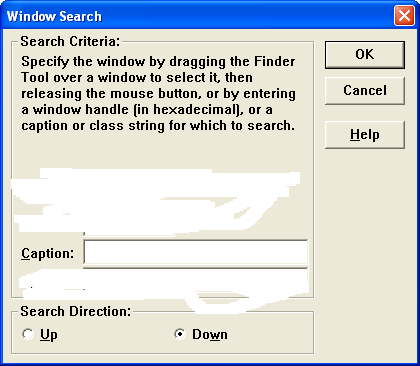 Window Search
Search Criteria:
Specify the window by dragging the Finder
Tool over a window to select it, then
releasing the mouse button, or by entering
a window handle (in hexadecimal), or a
caption or class string for which to search.
Caption:
Search Direction:
Up
Down
OK
Cancel
Help